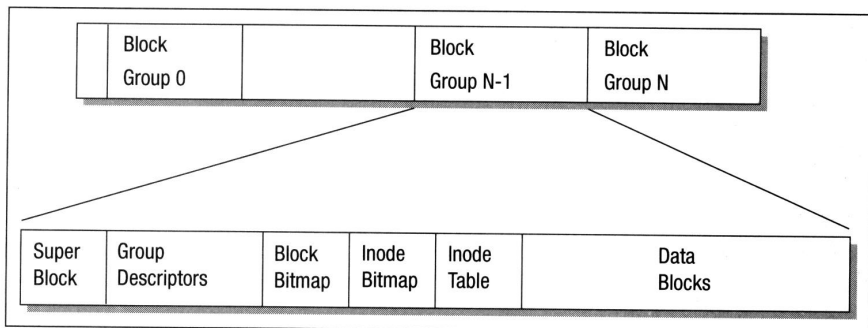 Block
Group 0
Block
Group N-1
Block
Group N
Super
Block
Group
Descriptors
Block
Bitmap
Inode
Bitmap
Inode
Table
Data
Blocks